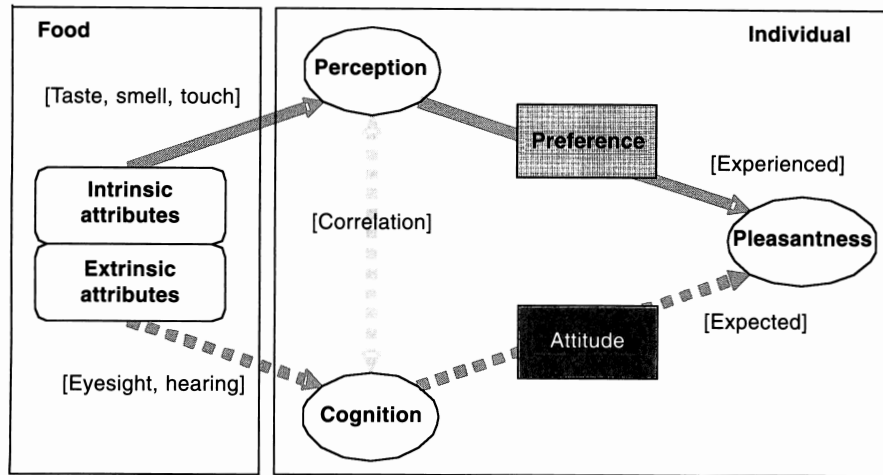 Food
Individual
Perception
[Taste, smell, touch]
Preference
[Experienced]
Intrinsic
attributes
[Correlation]
Pleasantness
Extrinsic
attributes
[Expected]
Attitude
[Eyesight, hearing]
Cognition